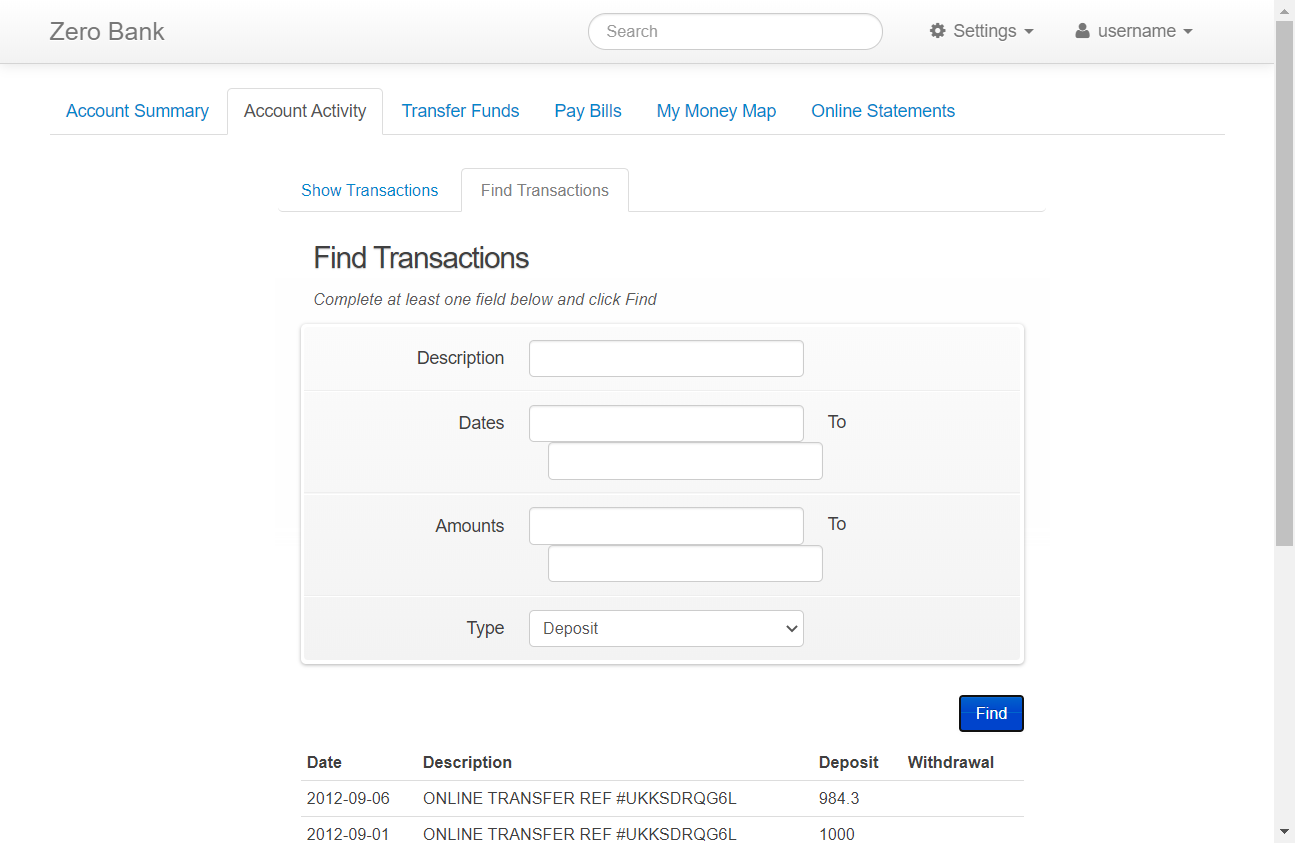 Zero Bank Search Settings username
Account Summary Account Activity Transfer Funds Pay Bills My Money Map Online Statements
Show Transactions Find Transactions
Find Transactions
Complete at least one field below and click Find
Description
Dates To
Amounts To
Type Deposit
Find
Date Description Deposit Withdrawal
2012-09-06 ONLINE TRANSFER REF #UKKSDRQG6L 984.3
2012-09-01 ONLINE TRANSFER REF #UKKSDRQG6L 1000